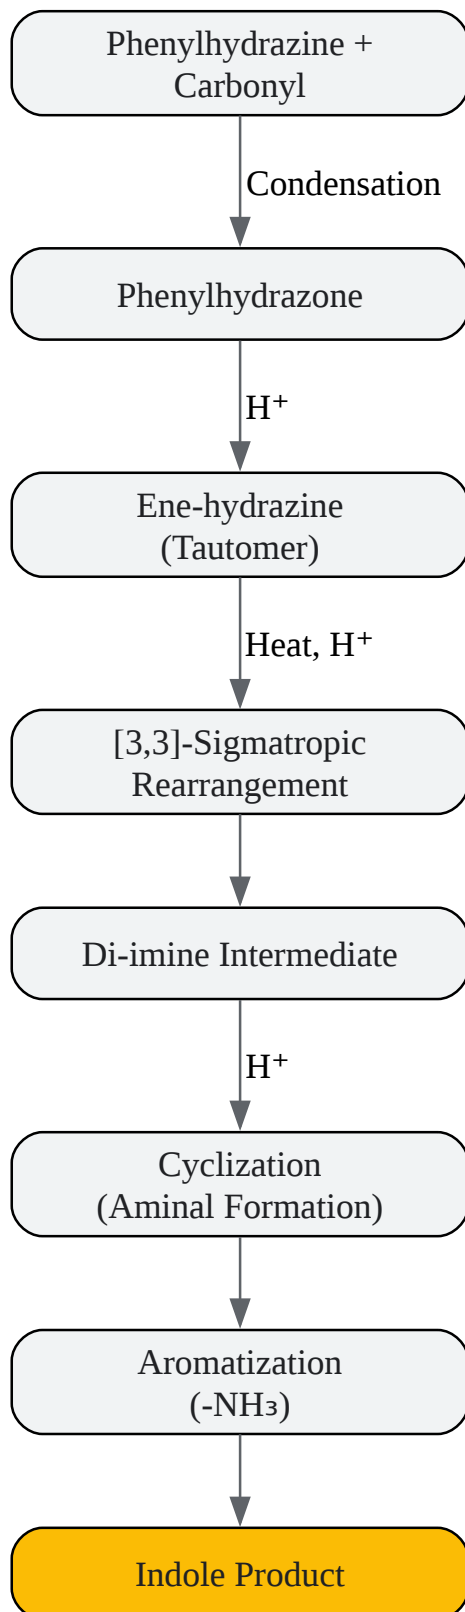 Phenylhydrazine +
Carbonyl
Condensation
Phenylhydrazone
H⁺
Ene-hydrazine
(Tautomer)
Heat, H⁺
[3,3]-Sigmatropic
Rearrangement
Di-imine Intermediate
H⁺
Cyclization
(Aminal Formation)
Aromatization
(-NH₃)
Indole Product